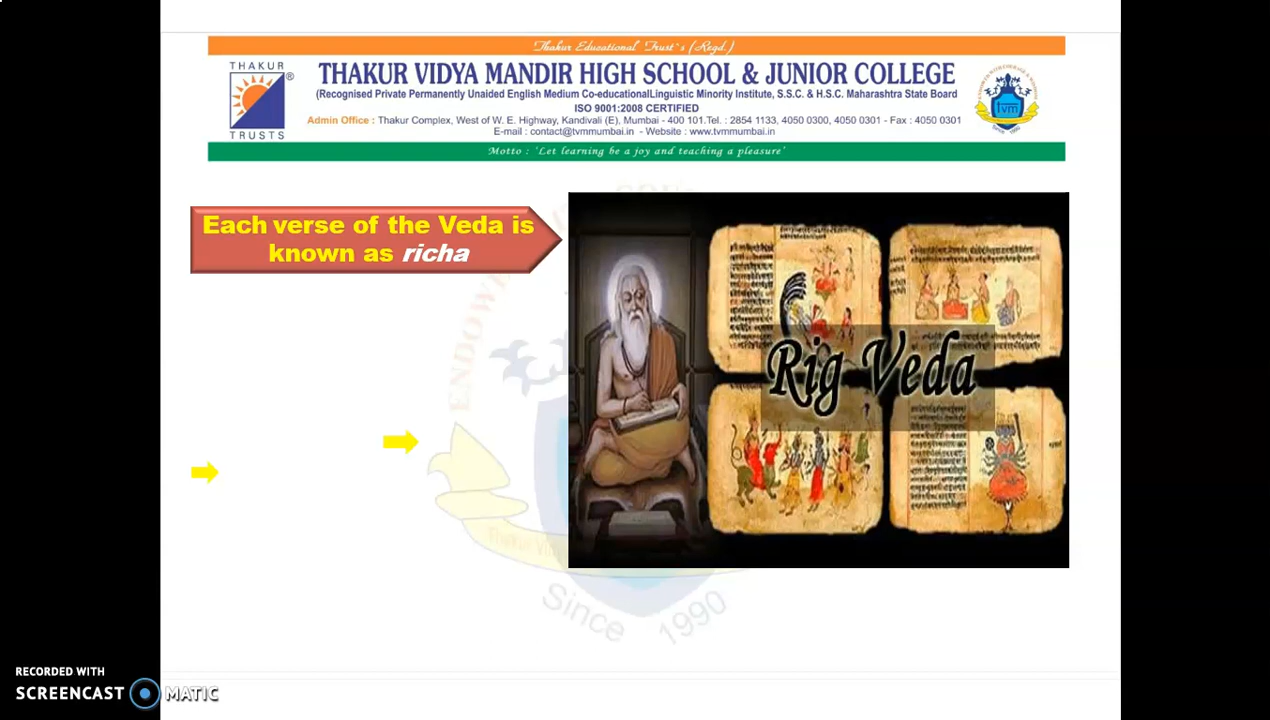 Thakur Educational Trust's (Regd.)
THAKUR
TRUSTS
®
THAKUR VIDYA MANDIR HIGH SCHOOL & JUNIOR COLLEGE
(Recognised Private Permanently Unaided English Medium Co-educationalLinguistic Minority Institute, S.S.C. & H.S.C. Maharashtra State Board
ISO 9001:2008 CERTIFIED
Admin Office : Thakur Complex, West of W. E. Highway, Kandivali (E), Mumbai - 400 101.Tel. : 2854 1133, 4050 0300, 4050 0301 - Fax : 4050 0301
E-mail : contact@tvmmumbai.in - Website : www.tvmmumbai.in
tvm
Since 1990
Motto : 'Let learning be a joy and teaching a pleasure'
Each verse of the Veda is
known as richa
Rig Veda
Since 1990
RECORDED WITH
SCREENCAST MATIC